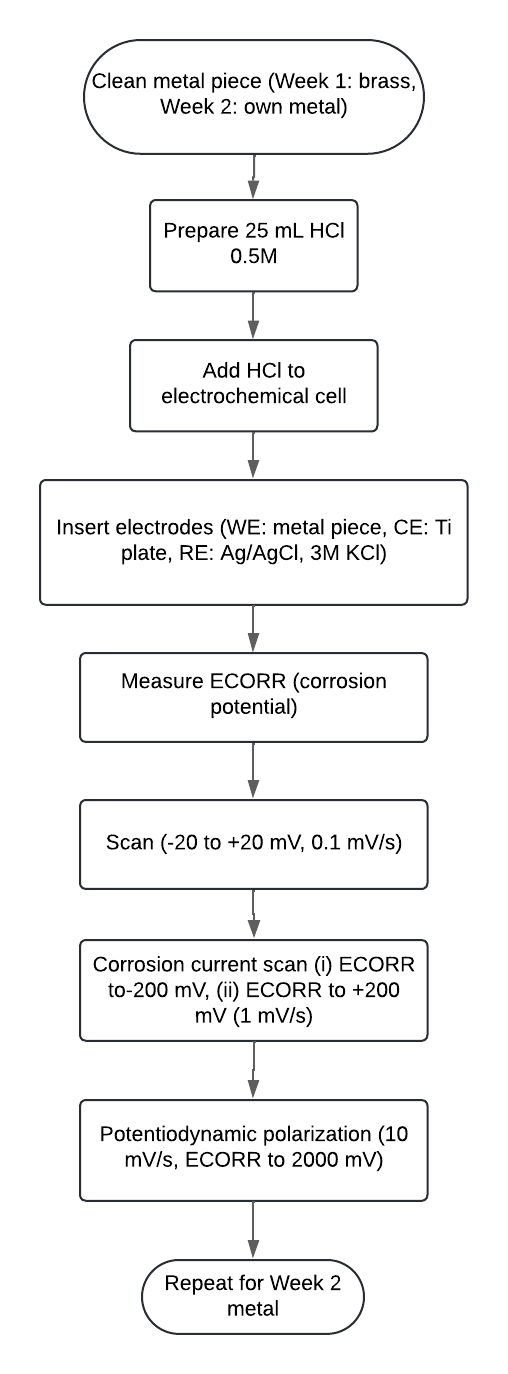 Clean metal piece (Week 1: brass,
Week 2: own metal)
Prepare 25 mL HCl
0.5M
Add HCl to
electrochemical cell
Insert electrodes (WE: metal piece, CE: Ti
plate, RE: Ag/AgCl, 3M KCl)
Measure ECORR (corrosion
potential)
Scan (-20 to +20 mV, 0.1 mV/s)
Corrosion current scan (i) ECORR
to-200 mV, (ii) ECORR to +200
mV (1 mV/s)
Potentiodynamic polarization (10
mV/s, ECORR to 2000 mV)
Repeat for Week 2
metal